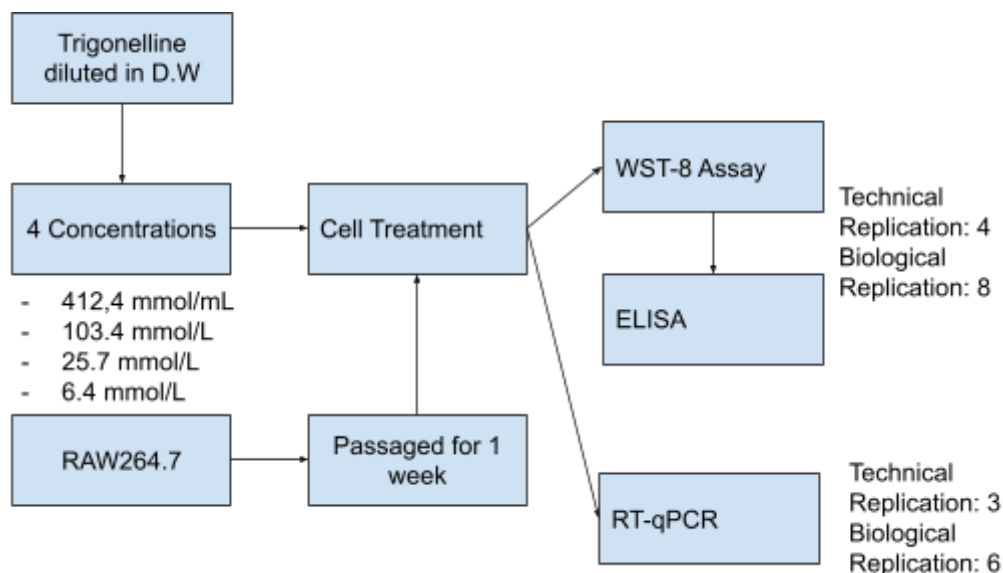 Trigonelline
diluted in D.W
4 Concentrations
- 412,4 mmol/mL
- 103.4 mmol/L
- 25.7 mmol/L
- 6.4 mmol/L
RAW264.7
Passaged for 1
week
Cell Treatment
WST-8 Assay
ELISA
Technical
Replication: 4
Biological
Replication: 8
RT-qPCR
Technical
Replication: 3
Biological
Replication: 6